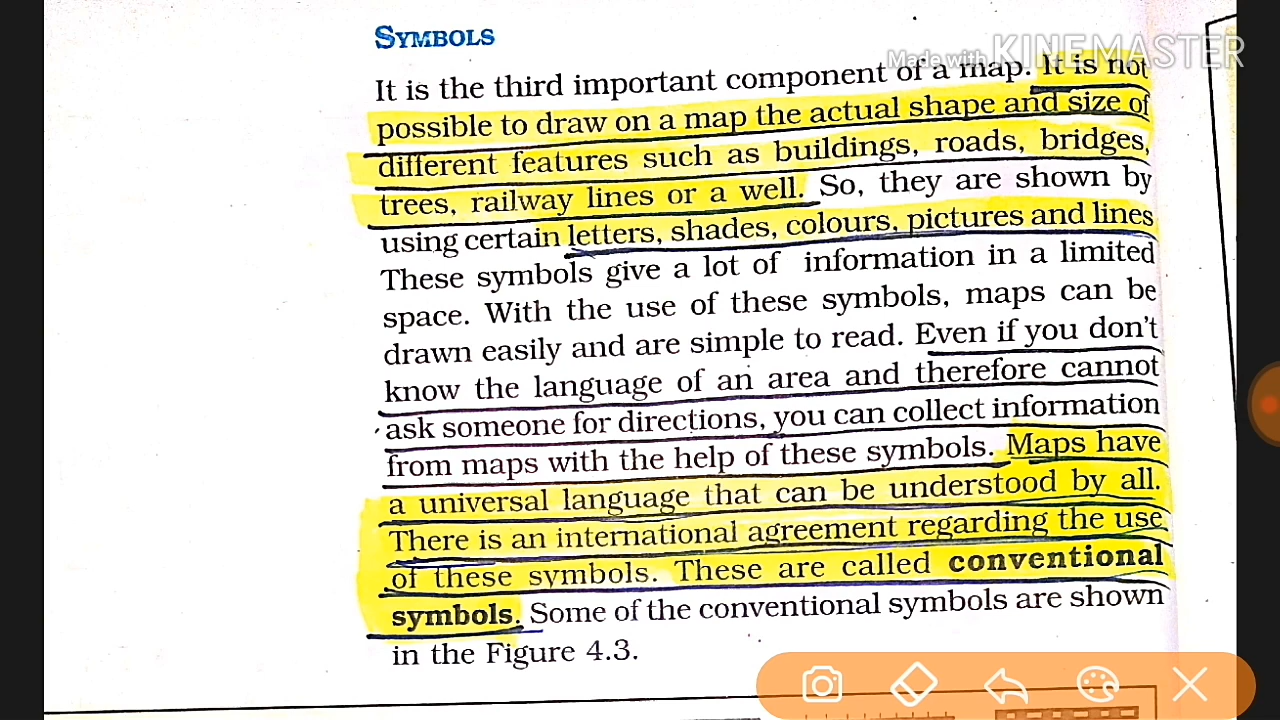 SYMBOLS
Made with KINEMASTER
It is the third important component of a map. It is not
possible to draw on a map the actual shape and size of
different features such as buildings, roads, bridges,
trees, railway lines or a well. So, they are shown by
using certain letters, shades, colours, pictures and lines
These symbols give a lot of information in a limited
space. With the use of these symbols, maps can be
drawn easily and are simple to read. Even if you don't
know the language of an area and therefore cannot
ask someone for directions, you can collect information
from maps with the help of these symbols. Maps have
a universal language that can be understood by all.
There is an international agreement regarding the use
of these symbols. These are called conventional
symbols. Some of the conventional symbols are shown
in the Figure 4.3.